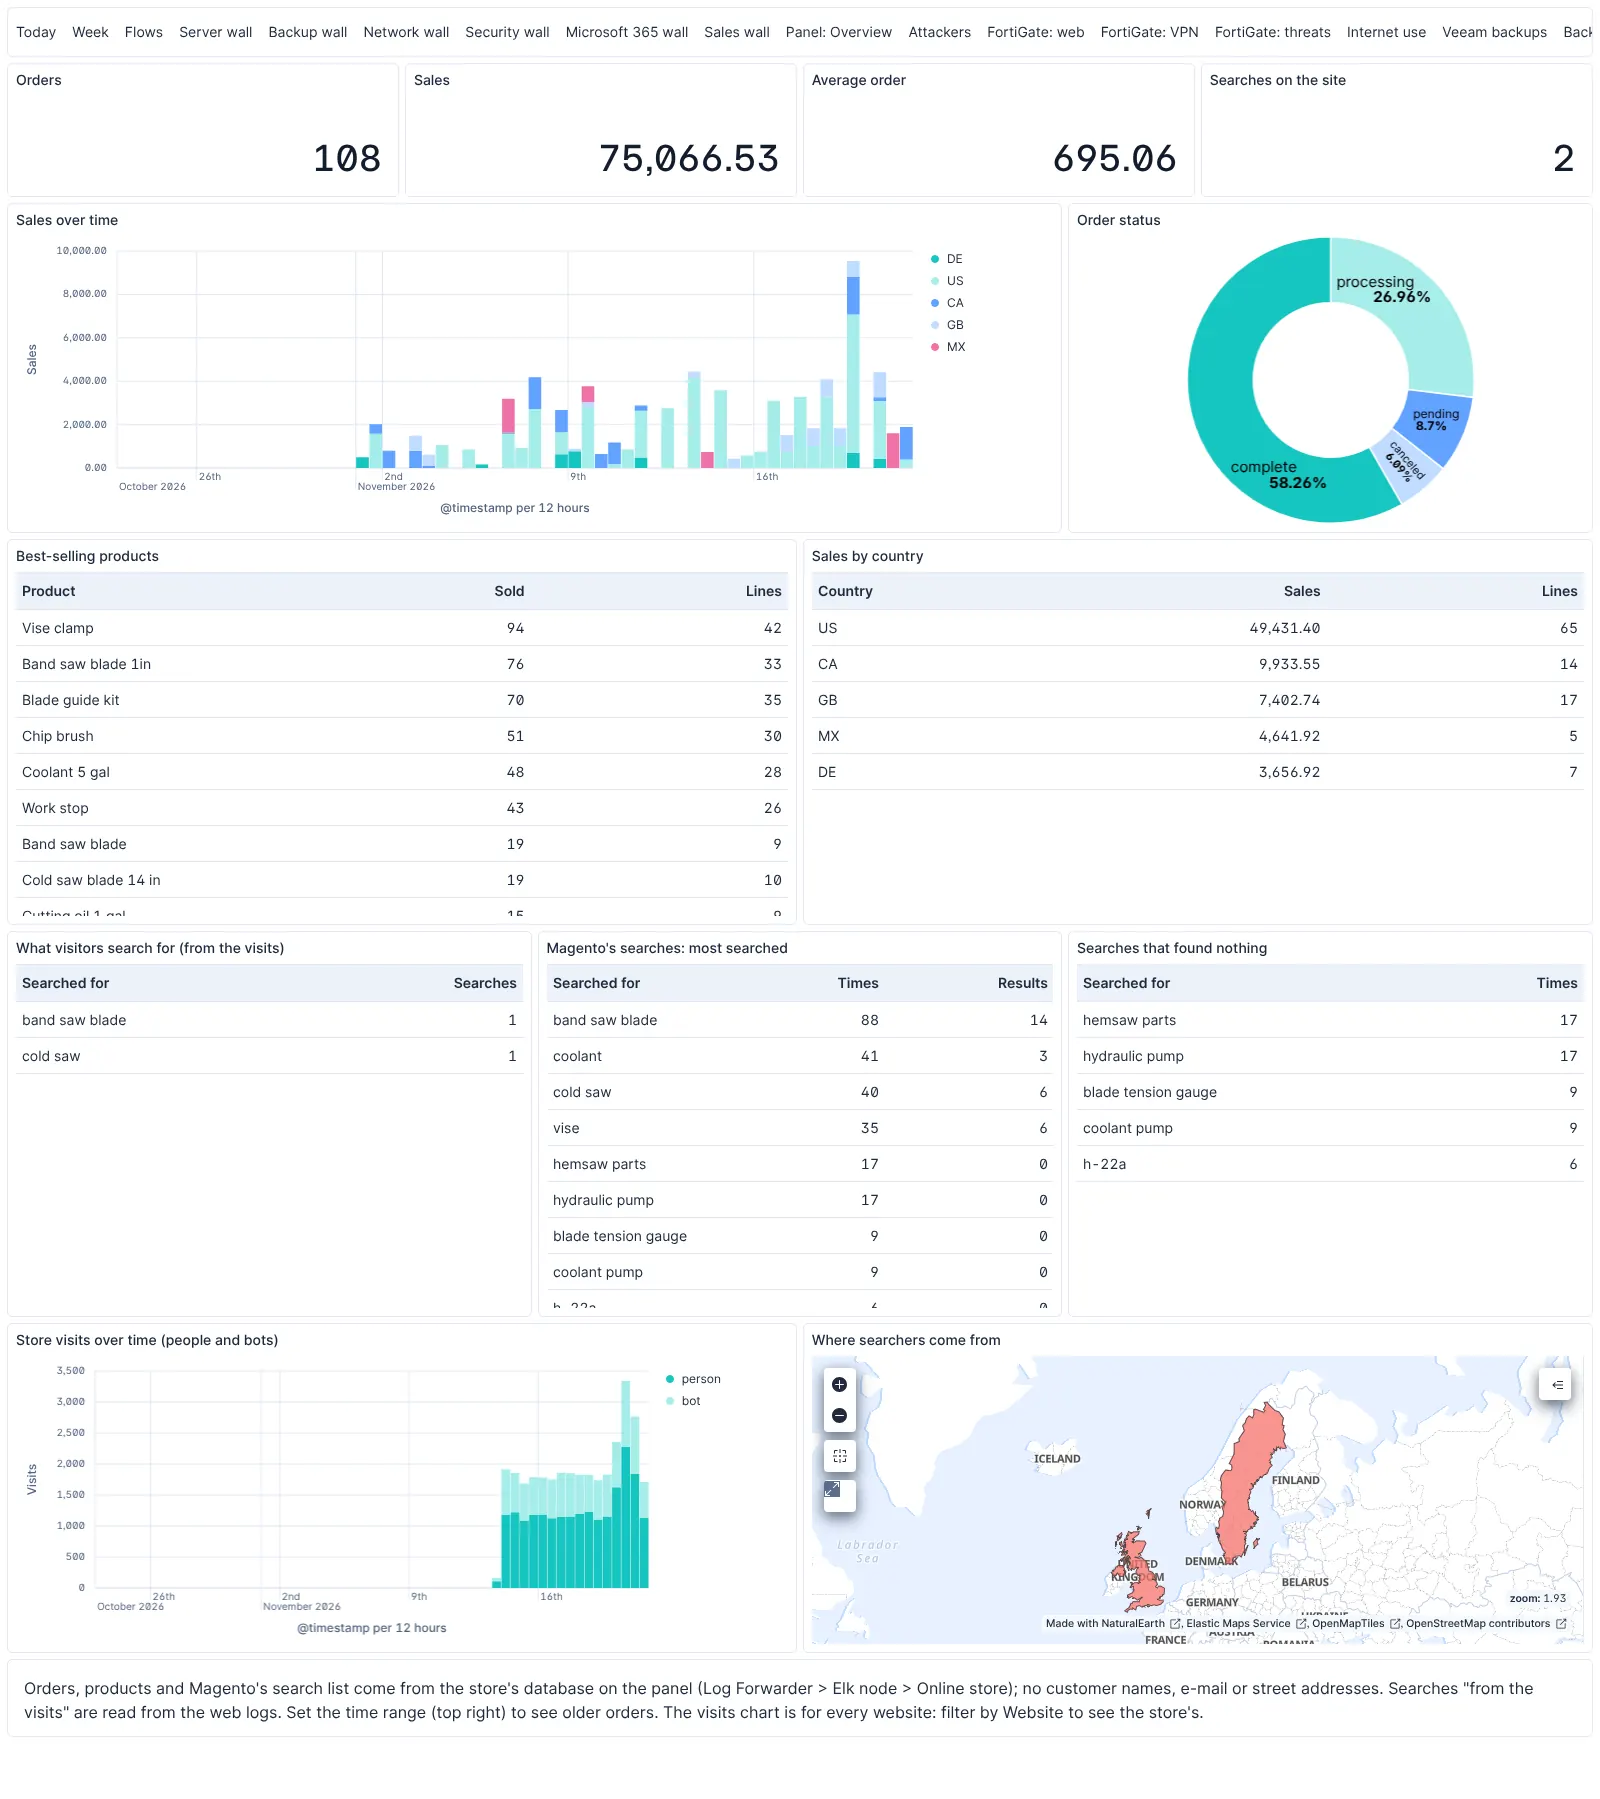 Today Week Flows Server wall Backup wall Network wall Security wall Microsoft 365 wall Sales wall Panel: Overview Attackers FortiGate: web FortiGate: VPN FortiGate: threats Internet use Veeam backups
Orders
108
Sales
75,066.53
Average order
695.06
Searches on the site
2
Sales over time
Sales
10,000.00
8,000.00
6,000.00
4,000.00
2,000.00
0.00
26th
2nd
9th
16th
October 2026
November 2026
@timestamp per 12 hours
DE
US
CA
GB
MX
Order status
processing
26.96%
pending
8.7%
canceled
6.09%
complete
58.26%
Best-selling products
Product Sold Lines
Vise clamp 94 42
Band saw blade 1in 76 33
Blade guide kit 70 35
Chip brush 51 30
Coolant 5 gal 48 28
Work stop 43 26
Band saw blade 19 9
Cold saw blade 14 in 19 10
Cutting oil 1 gal 15 9
Sales by country
Country Sales Lines
US 49,431.40 65
CA 9,933.55 14
GB 7,402.74 17
MX 4,641.92 5
DE 3,656.92 7
What visitors search for (from the visits)
Searched for Searches
band saw blade 1
cold saw 1
Magento's searches: most searched
Searched for Times Results
band saw blade 88 14
coolant 41 3
cold saw 40 6
vise 35 6
hemsaw parts 17 0
hydraulic pump 17 0
blade tension gauge 9 0
coolant pump 9 0
h-22a 6 0
Searches that found nothing
Searched for Times
hemsaw parts 17
hydraulic pump 17
blade tension gauge 9
coolant pump 9
h-22a 6
Store visits over time (people and bots)
Visits
3,500
3,000
2,500
2,000
1,500
1,000
500
0
26th
2nd
9th
16th
October 2026
November 2026
@timestamp per 12 hours
person
bot
Where searchers come from
ICELAND
FINLAND
NORWAY
Labrador
Sea
DENMARK
UNITED
KINGDOM
BELARUS
GERMANY
zoom: 1.93
UKRAINE
Made with NaturalEarth, Elastic Maps Service, OpenMapTiles, OpenStreetMap contributors
AUSTRIA
FRANCE
ROMANIA
Orders, products and Magento's search list come from the store's database on the panel (Log Forwarder > Elk node > Online store); no customer names, e-mail or street addresses. Searches "from the
visits" are read from the web logs. Set the time range (top right) to see older orders. The visits chart is for every website: filter by Website to see the store's.